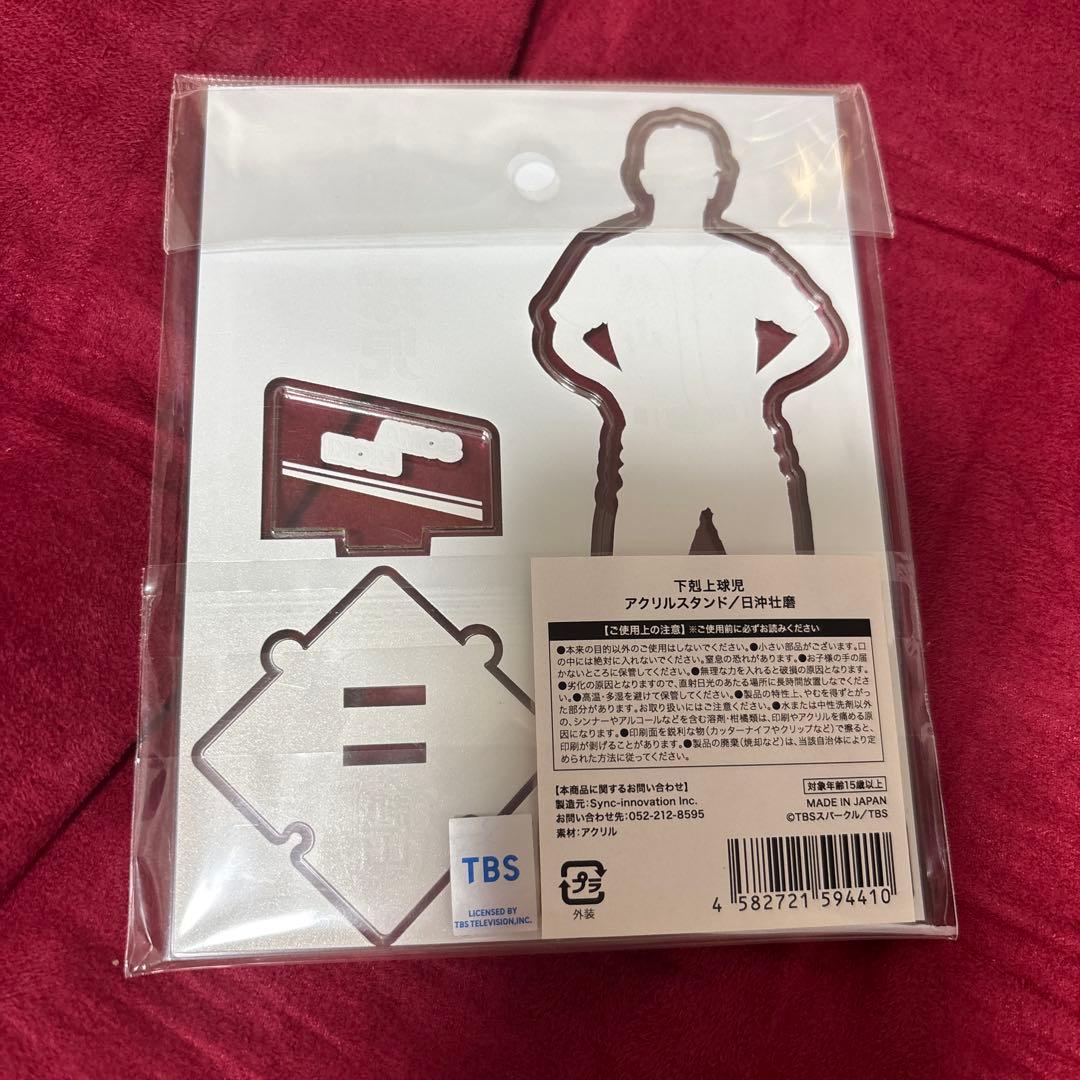 下剋上球児
アクリルスタンド/日沖壮磨
【ご使用上の注意】※ご使用前に必ずお読みください
●本来の目的以外のご使用はしないでください。●小さい部品がございます。口
の中には絶対に入れないでください。窒息の恐れがあります。●お子様の手の届
かないところに保管してください。●無理な力を入れると破損の原因となります。
●劣化の原因となりますので、直射日光のあたる場所に長時間放置しなでくださ
い。●高温・多湿を避けて保管してください。●製品の特性上、やむを得ずとがっ
た部分があります。お取り扱いにはご注意ください。●水または中性洗剤以外
の、シンナーやアルコールなどを含む溶剤・柑橘類は、印刷やアクリルを痛める原
因になります。●印刷面を鋭利な物(カッターナイフやクリップなど)で擦ると、
印刷が剥げることがあります。●製品の廃棄(焼却など)は、当該自治体により定
められた方法に従ってください。
【本商品に関するお問い合わせ】
製造元:Sync-innovation Inc.
お問い合わせ先:052-212-8595
素材:アクリル
対象年齢15歳以上
MADE IN JAPAN
©TBSスパークル/TBS
プラ
外装
4 582721 594410
TBS
LICENSED BY
TBS TELEVISION,INC.